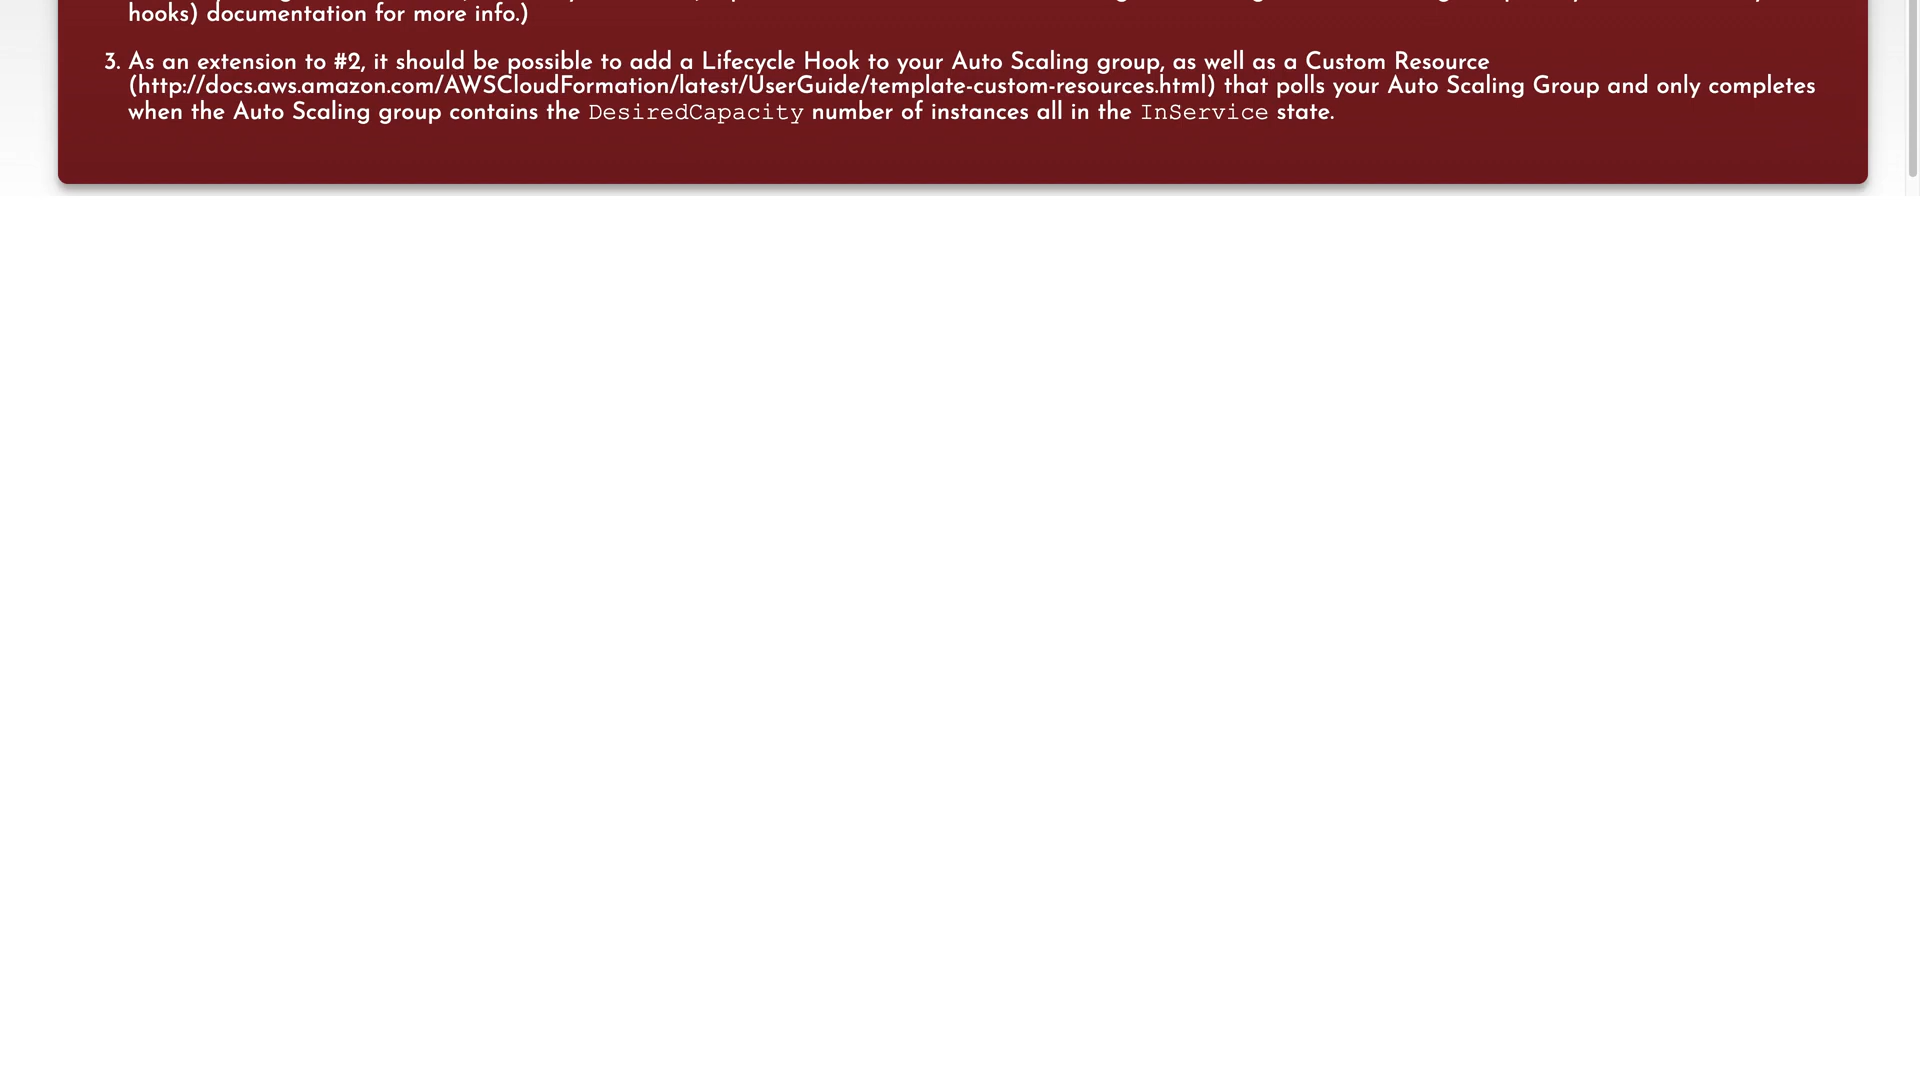 hooks) documentation for more info.)
3. As an extension to #2, it should be possible to add a Lifecycle Hook to your Auto Scaling group, as well as a Custom Resource
(http://docs.aws.amazon.com/AWSCloudFormation/latest/UserGuide/template-custom-resources.html) that polls your Auto Scaling Group and only completes
when the Auto Scaling group contains the DesiredCapacity number of instances all in the InService state.